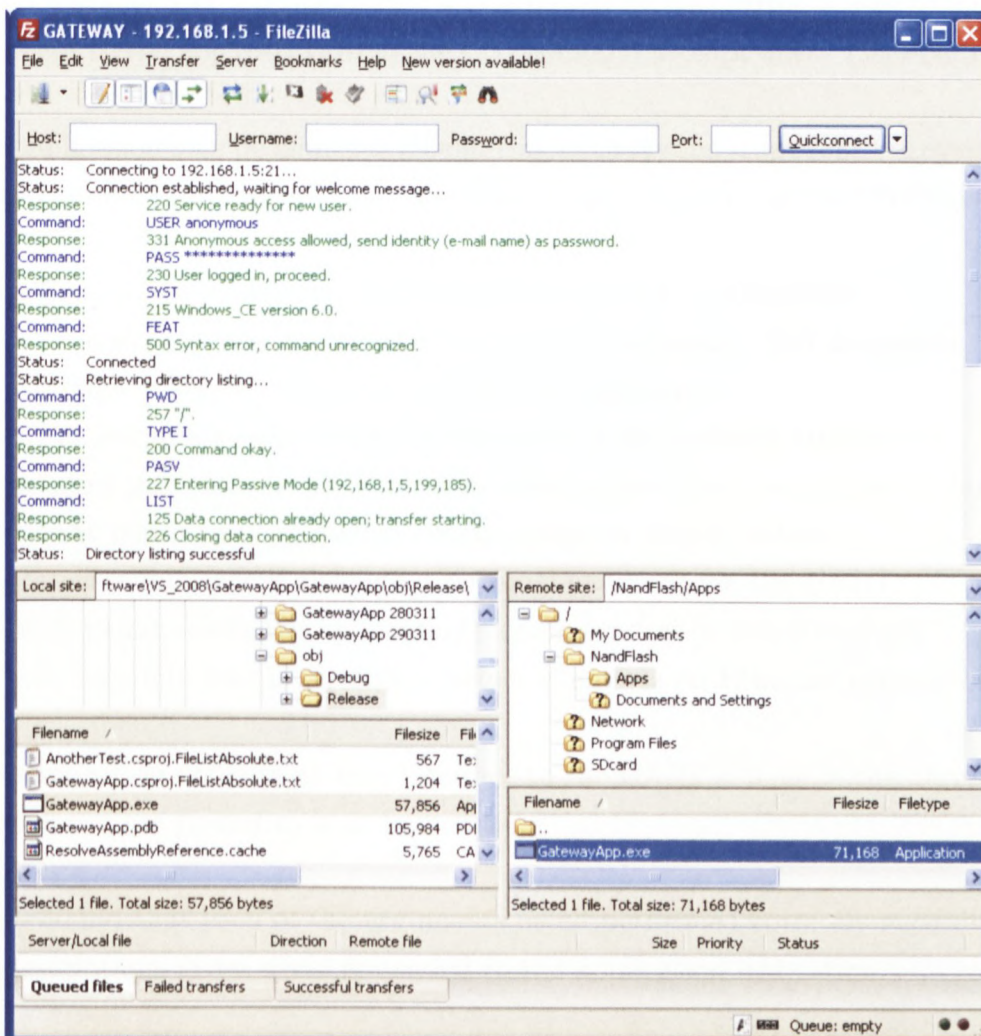 GATEWAY - 192.168.1.5 - FileZilla
File Edit View Transfer Server Bookmarks Help New version available!
Host: Username: Password: Port: Quickconnect
Status: Connecting to 192.168.1.5:21...
Status: Connection established, waiting for welcome message...
Response: 220 Service ready for new user.
Command: USER anonymous
Response: 331 Anonymous access allowed, send identity (e-mail name) as password.
Command: PASS **************
Response: 230 User logged in, proceed.
Command: SYST
Response: 215 Windows_CE version 6.0.
Command: FEAT
Response: 500 Syntax error, command unrecognized.
Status: Connected
Status: Retrieving directory listing...
Command: PWD
Response: 257 "/".
Command: TYPE I
Response: 200 Command okay.
Command: PASV
Response: 227 Entering Passive Mode (192,168,1,5,199,185).
Command: LIST
Response: 125 Data connection already open; transfer starting.
Response: 226 Closing data connection.
Status: Directory listing successful
Local site: ftware\VS_2008\GatewayApp\GatewayApp\obj\Release\
GatewayApp 280311
GatewayApp 290311
obj
Debug
Release
Filename / Filesize File
AnotherTest.csproj.FileListAbsolute.txt 567 Te
GatewayApp.csproj.FileListAbsolute.txt 1,204 Te
GatewayApp.exe 57,856 Ap
GatewayApp.pdb 105,984 PD
ResolveAssemblyReference.cache 5,765 CA
Selected 1 file. Total size: 57,856 bytes
Remote site: /NandFlash/Apps
/
My Documents
NandFlash
Apps
Documents and Settings
Network
Program Files
SDcard
Filename / Filesize Filetype
..
GatewayApp.exe 71,168 Application
Selected 1 file. Total size: 71,168 bytes
Server/Local file Direction Remote file Size Priority Status
Queued files Failed transfers Successful transfers
Queue: empty